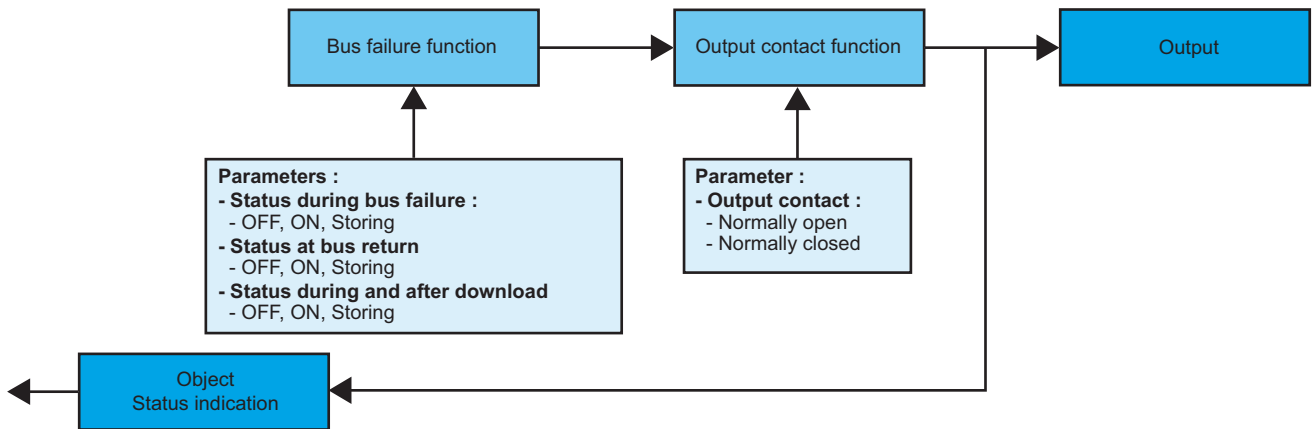 Bus failure function
Output contact function
Output
Parameters :
- Status during bus failure :
- OFF, ON, Storing
- Status at bus return
- OFF, ON, Storing
- Status during and after download
- OFF, ON, Storing
Parameter :
- Output contact :
- Normally open
- Normally closed
Object
Status indication